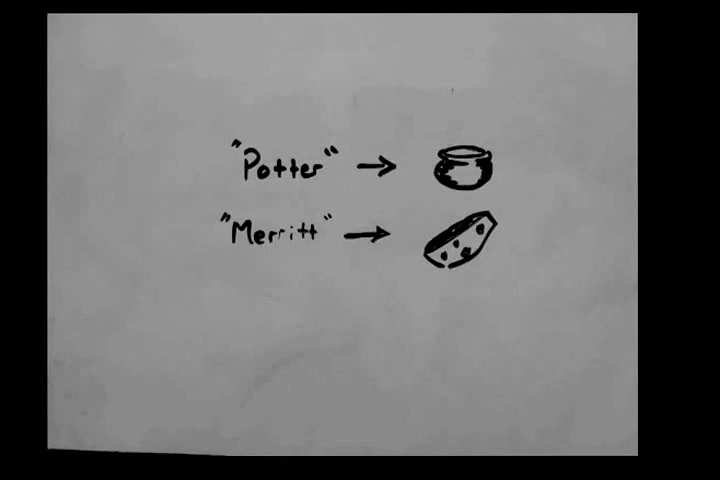 "Potter" →
"Merritt" →